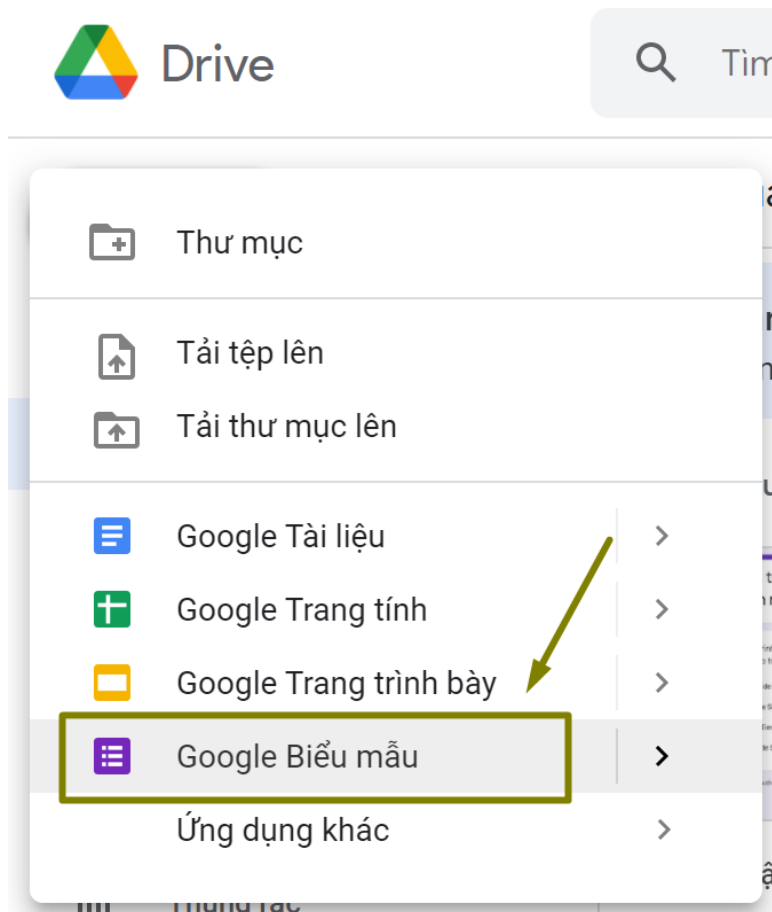 Drive
Tìm
Thư mục
Tải tệp lên
Tải thư mục lên
Google Tài liệu
Google Trang tính
Google Trang trình bày
Google Biểu mẫu
Ứng dụng khác